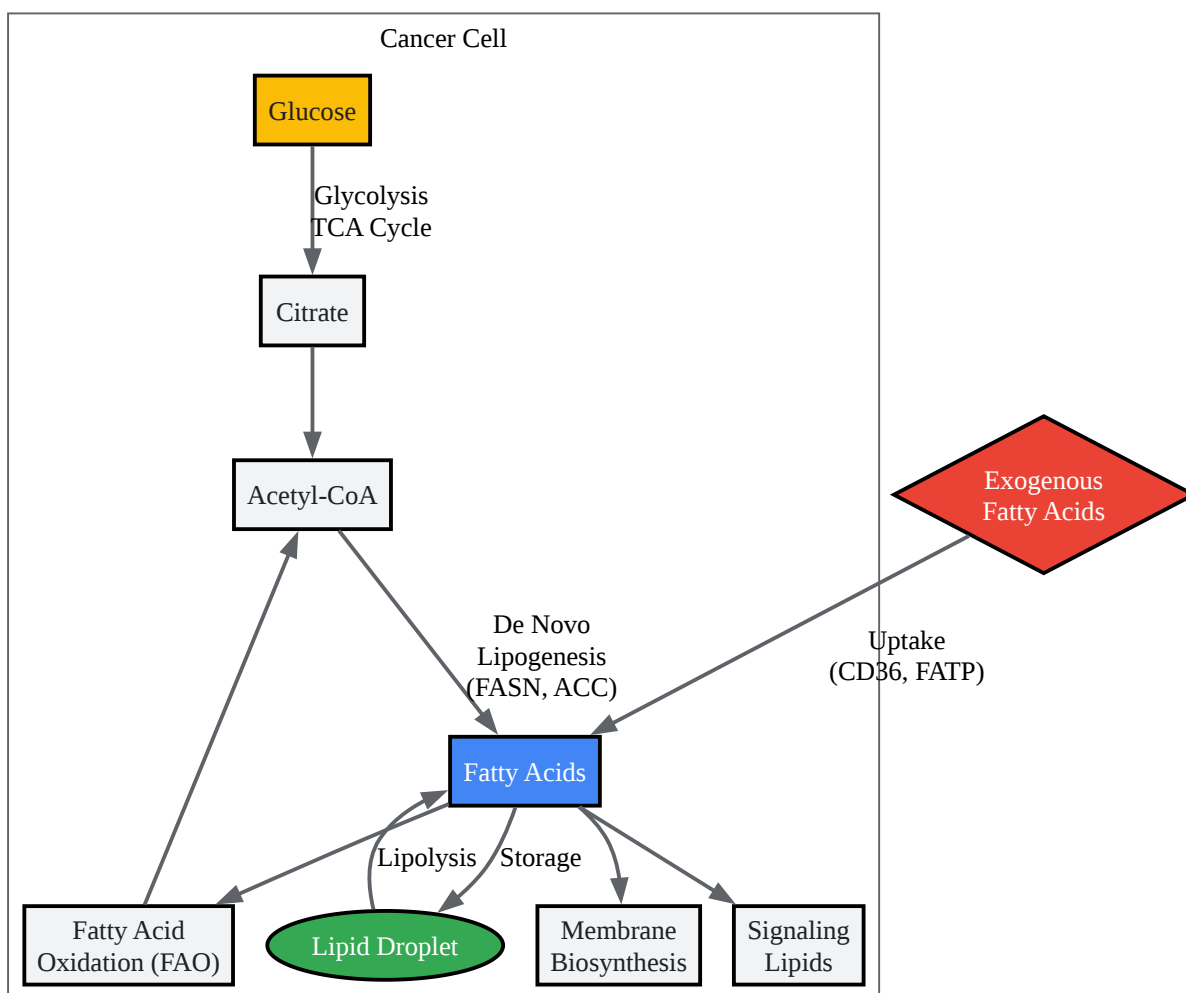 Cancer Cell
Glucose
Glycolysis
TCA Cycle
Citrate
Acetyl-CoA
Exogenous
Fatty Acids
De Novo
Lipogenesis
(FASN, ACC)
Uptake
(CD36, FATP)
Fatty Acids
Lipolysis
Storage
Fatty Acid
Oxidation (FAO)
Lipid Droplet
Membrane
Biosynthesis
Signaling
Lipids